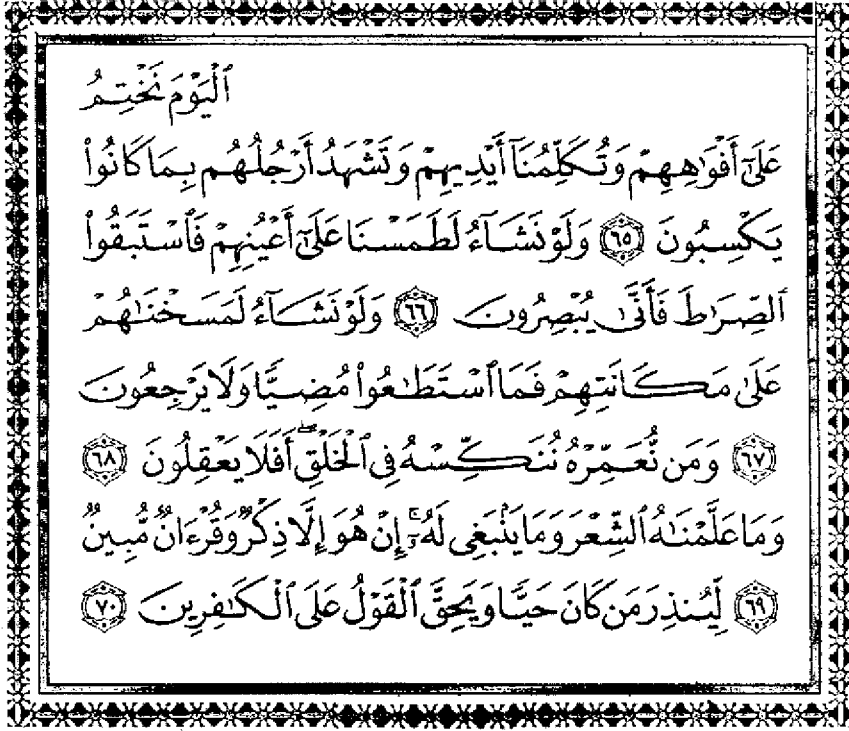 ٱلْيَوْمَ نَخْتِمُ
عَلَىٰٓ أَفْوَٰهِهِمْ وَتُكَلِّمُنَآ أَيْدِيهِمْ وَتَشْهَدُ أَرْجُلُهُم بِمَا كَانُوا۟
يَكْسِبُونَ ٦٥ وَلَوْ نَشَآءُ لَطَمَسْنَا عَلَىٰٓ أَعْيُنِهِمْ فَٱسْتَبَقُوا۟
ٱلصِّرَٰطَ فَأَنَّىٰ يُبْصِرُونَ ٦٦ وَلَوْ نَشَآءُ لَمَسَخْنَٰهُمْ
عَلَىٰ مَكَانَتِهِمْ فَمَا ٱسْتَطَٰعُوا۟ مُضِيًّا وَلَا يَرْجِعُونَ
٦٧ وَمَن نُّعَمِّرْهُ نُنَكِّسْهُ فِى ٱلْخَلْقِ ۖ أَفَلَا يَعْقِلُونَ ٦٨
وَمَا عَلَّمْنَٰهُ ٱلشِّعْرَ وَمَا يَنۢبَغِى لَهُۥٓ ۚ إِنْ هُوَ إِلَّا ذِكْرٌ وَقُرْءَانٌ مُّبِينٌ
٦٩ لِّيُنذِرَ مَن كَانَ حَيًّا وَيَحِقَّ ٱلْقَوْلُ عَلَى ٱلْكَٰفِرِينَ ٧٠